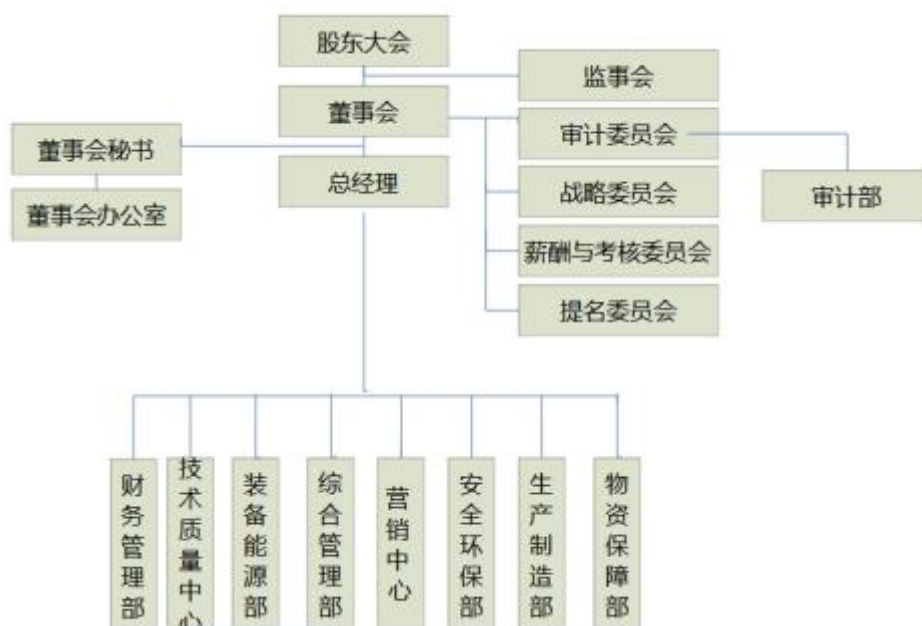 股东大会
监事会
董事会
审计委员会
董事会秘书
总经理
战略委员会
审计部
董事会办公室
薪酬与考核委员会
提名委员会
财务管理部
技术质量中心
装备能源部
综合管理部
营销中心
安全环保部
生产制造部
物资保障部